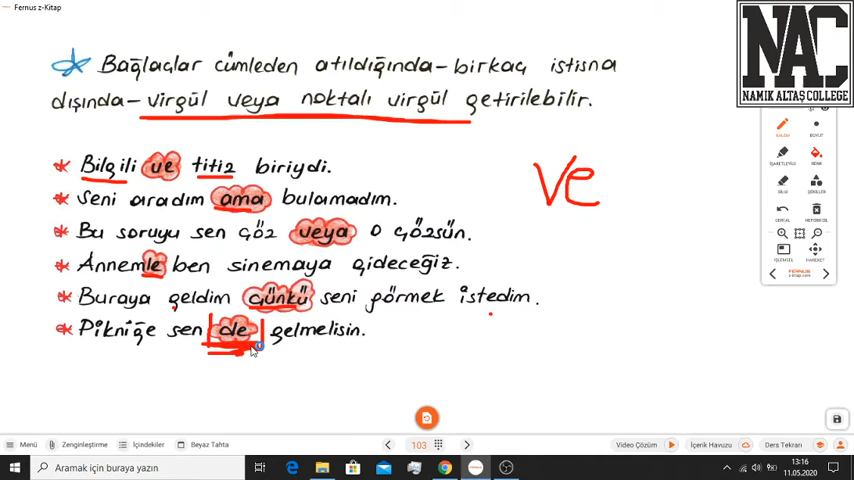 Fernus z-Kitap
NAC
NAMIK ALTAŞ COLLEGE
Bağlaçlar cümleden atıldığında-birkaç istisna
dışında-virgül veya noktalı virgül getirilebilir.
Bilgili ve titiz biriydi.
ve
Seni aradım ama bulamadım.
Bu soruyu sen çöz veya o çözsün.
Annemle ben sinemaya gideceğiz.
Buraya geldim çünkü seni görmek istedim.
Pikniğe sen de gelmelisin.
KALEM
BOYUT
İŞARETLEYİCİ
RENK
SİLGİ
ŞEKİLLER
GERİ AL
HEPSİNİ SİL
İŞLEMLER
HAREKET
FERNUS
z-kitap
Menü
Zenginleştirme
İçindekiler
Beyaz Tahta
103
Video Çözüm
İçerik Havuzu
Ders Tekrarı
Aramak için buraya yazın
13:16
11.05.2020